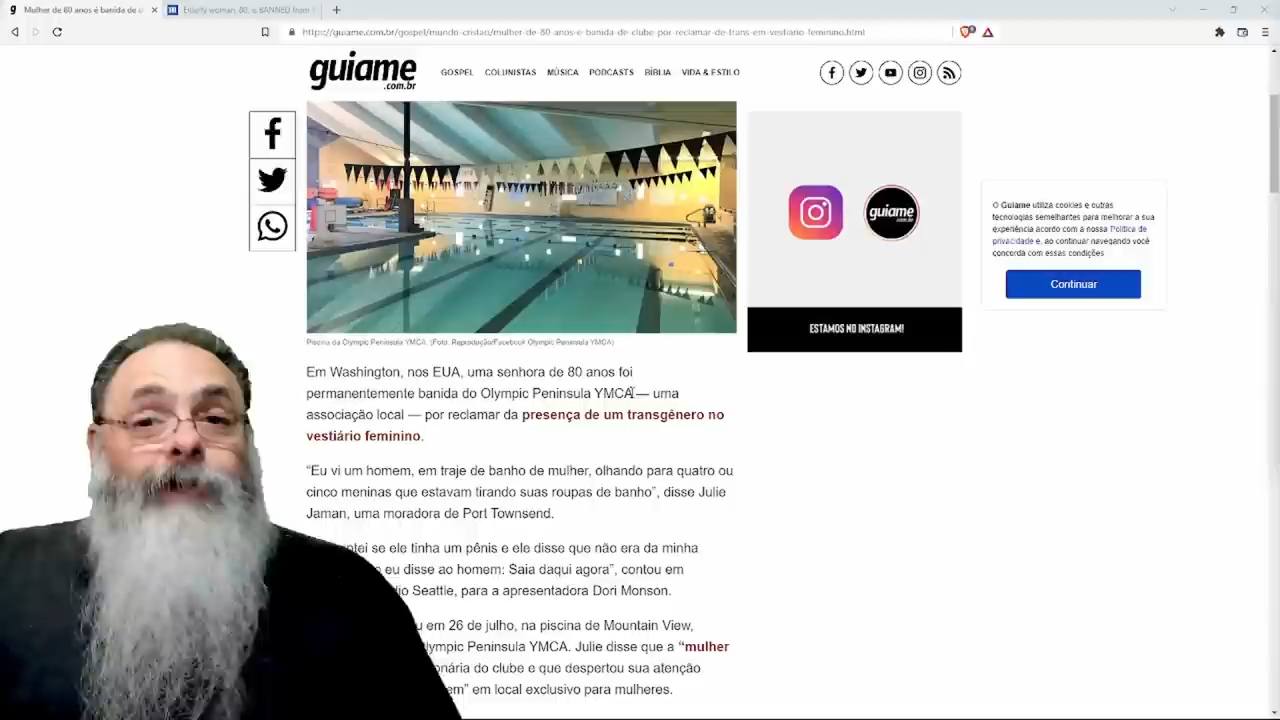 Mulher de 80 anos é banida de
Elderly woman, 80, is BANNED from
https://guiame.com.br/gospel/mundo-cristao/mulher-de-80-anos-e-banida-de-clube-por-reclamar-de-trans-em-vestiario-feminino.html
guiame
.com.br
GOSPEL COLUNISTAS MÚSICA PODCASTS BÍBLIA VIDA & ESTILO
guiame
.com.br
ESTAMOS NO INSTAGRAM!
O Guiame utiliza cookies e outras
tecnologias semelhantes para melhorar a sua
experiência acordo com a nossa Politica de
privacidade e, ao continuar navegando você
concorda com essas condições
Continuar
Piscina da Olympic Peninsula YMCA. (Foto: Reprodução/Facebook Olympic Peninsula YMCA)
Em Washington, nos EUA, uma senhora de 80 anos foi
permanentemente banida do Olympic Peninsula YMCA — uma
associação local — por reclamar da presença de um transgênero no
vestiário feminino.
“Eu vi um homem, em traje de banho de mulher, olhando para quatro ou
cinco meninas que estavam tirando suas roupas de banho”, disse Julie
Jaman, uma moradora de Port Townsend.
ntei se ele tinha um pênis e ele disse que não era da minha
e eu disse ao homem: Saia daqui agora”, contou em
io Seattle, para a apresentadora Dori Monson.
u em 26 de julho, na piscina de Mountain View,
lympic Peninsula YMCA. Julie disse que a “mulher
onária do clube e que despertou sua atenção
em” em local exclusivo para mulheres.